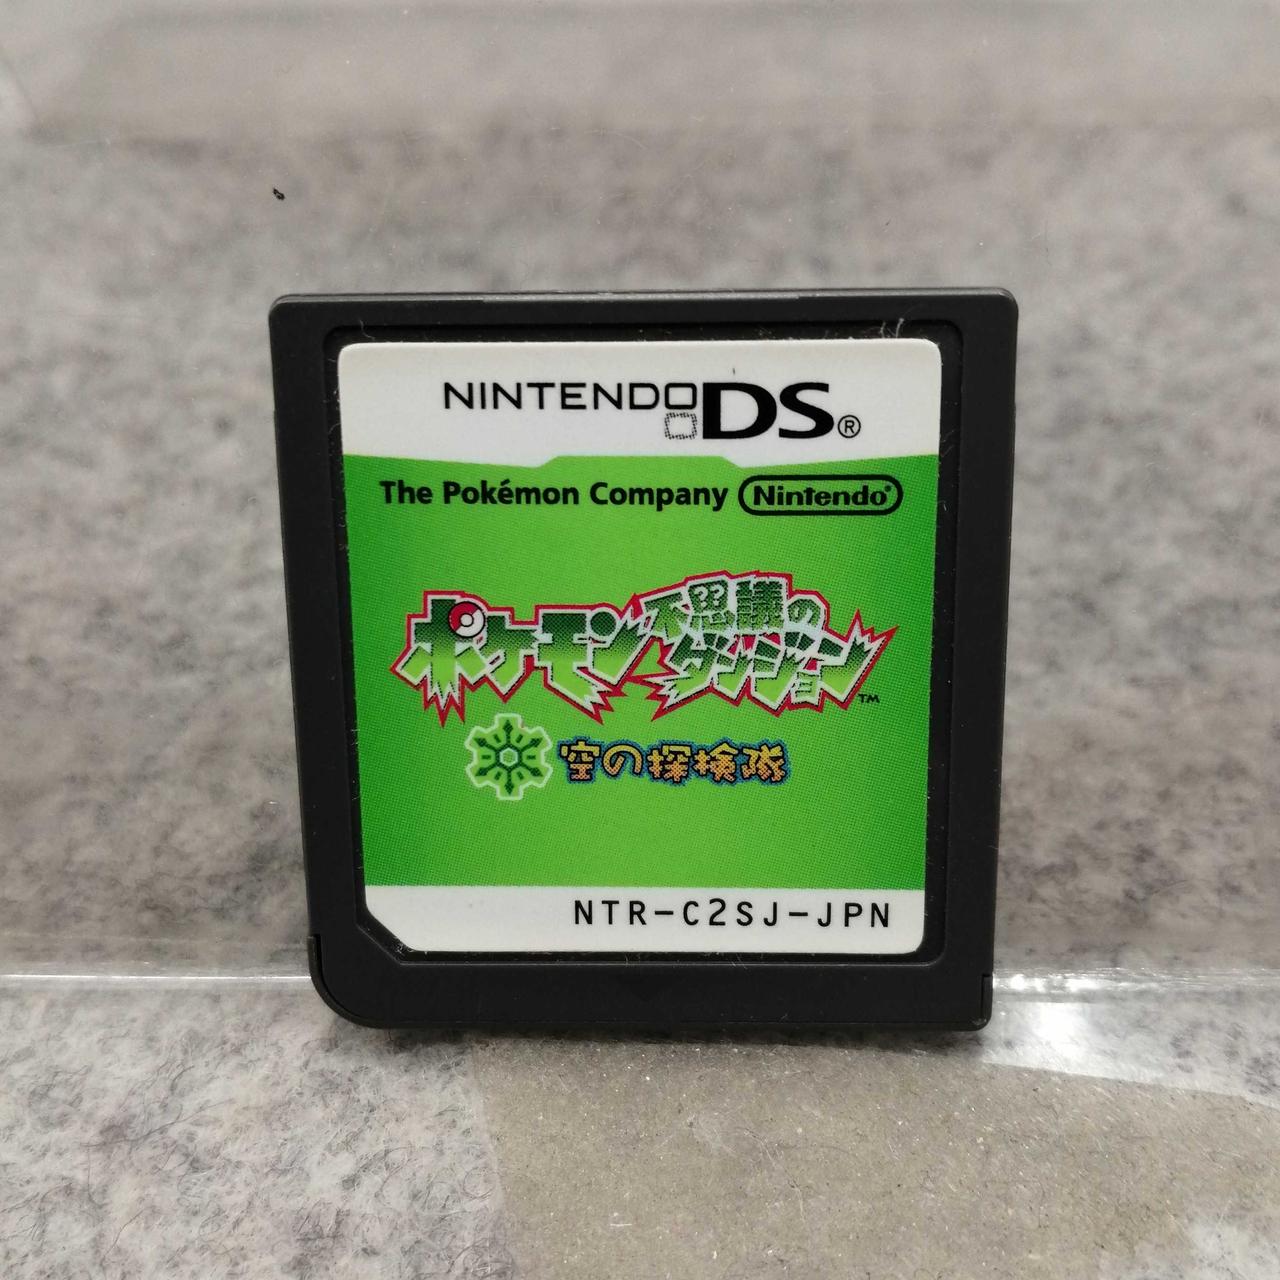 NINTENDO DS®
The Pokémon Company Nintendo®
ポケモン不思議のダンジョン™
空の探検隊
NTR-C2SJ-JPN